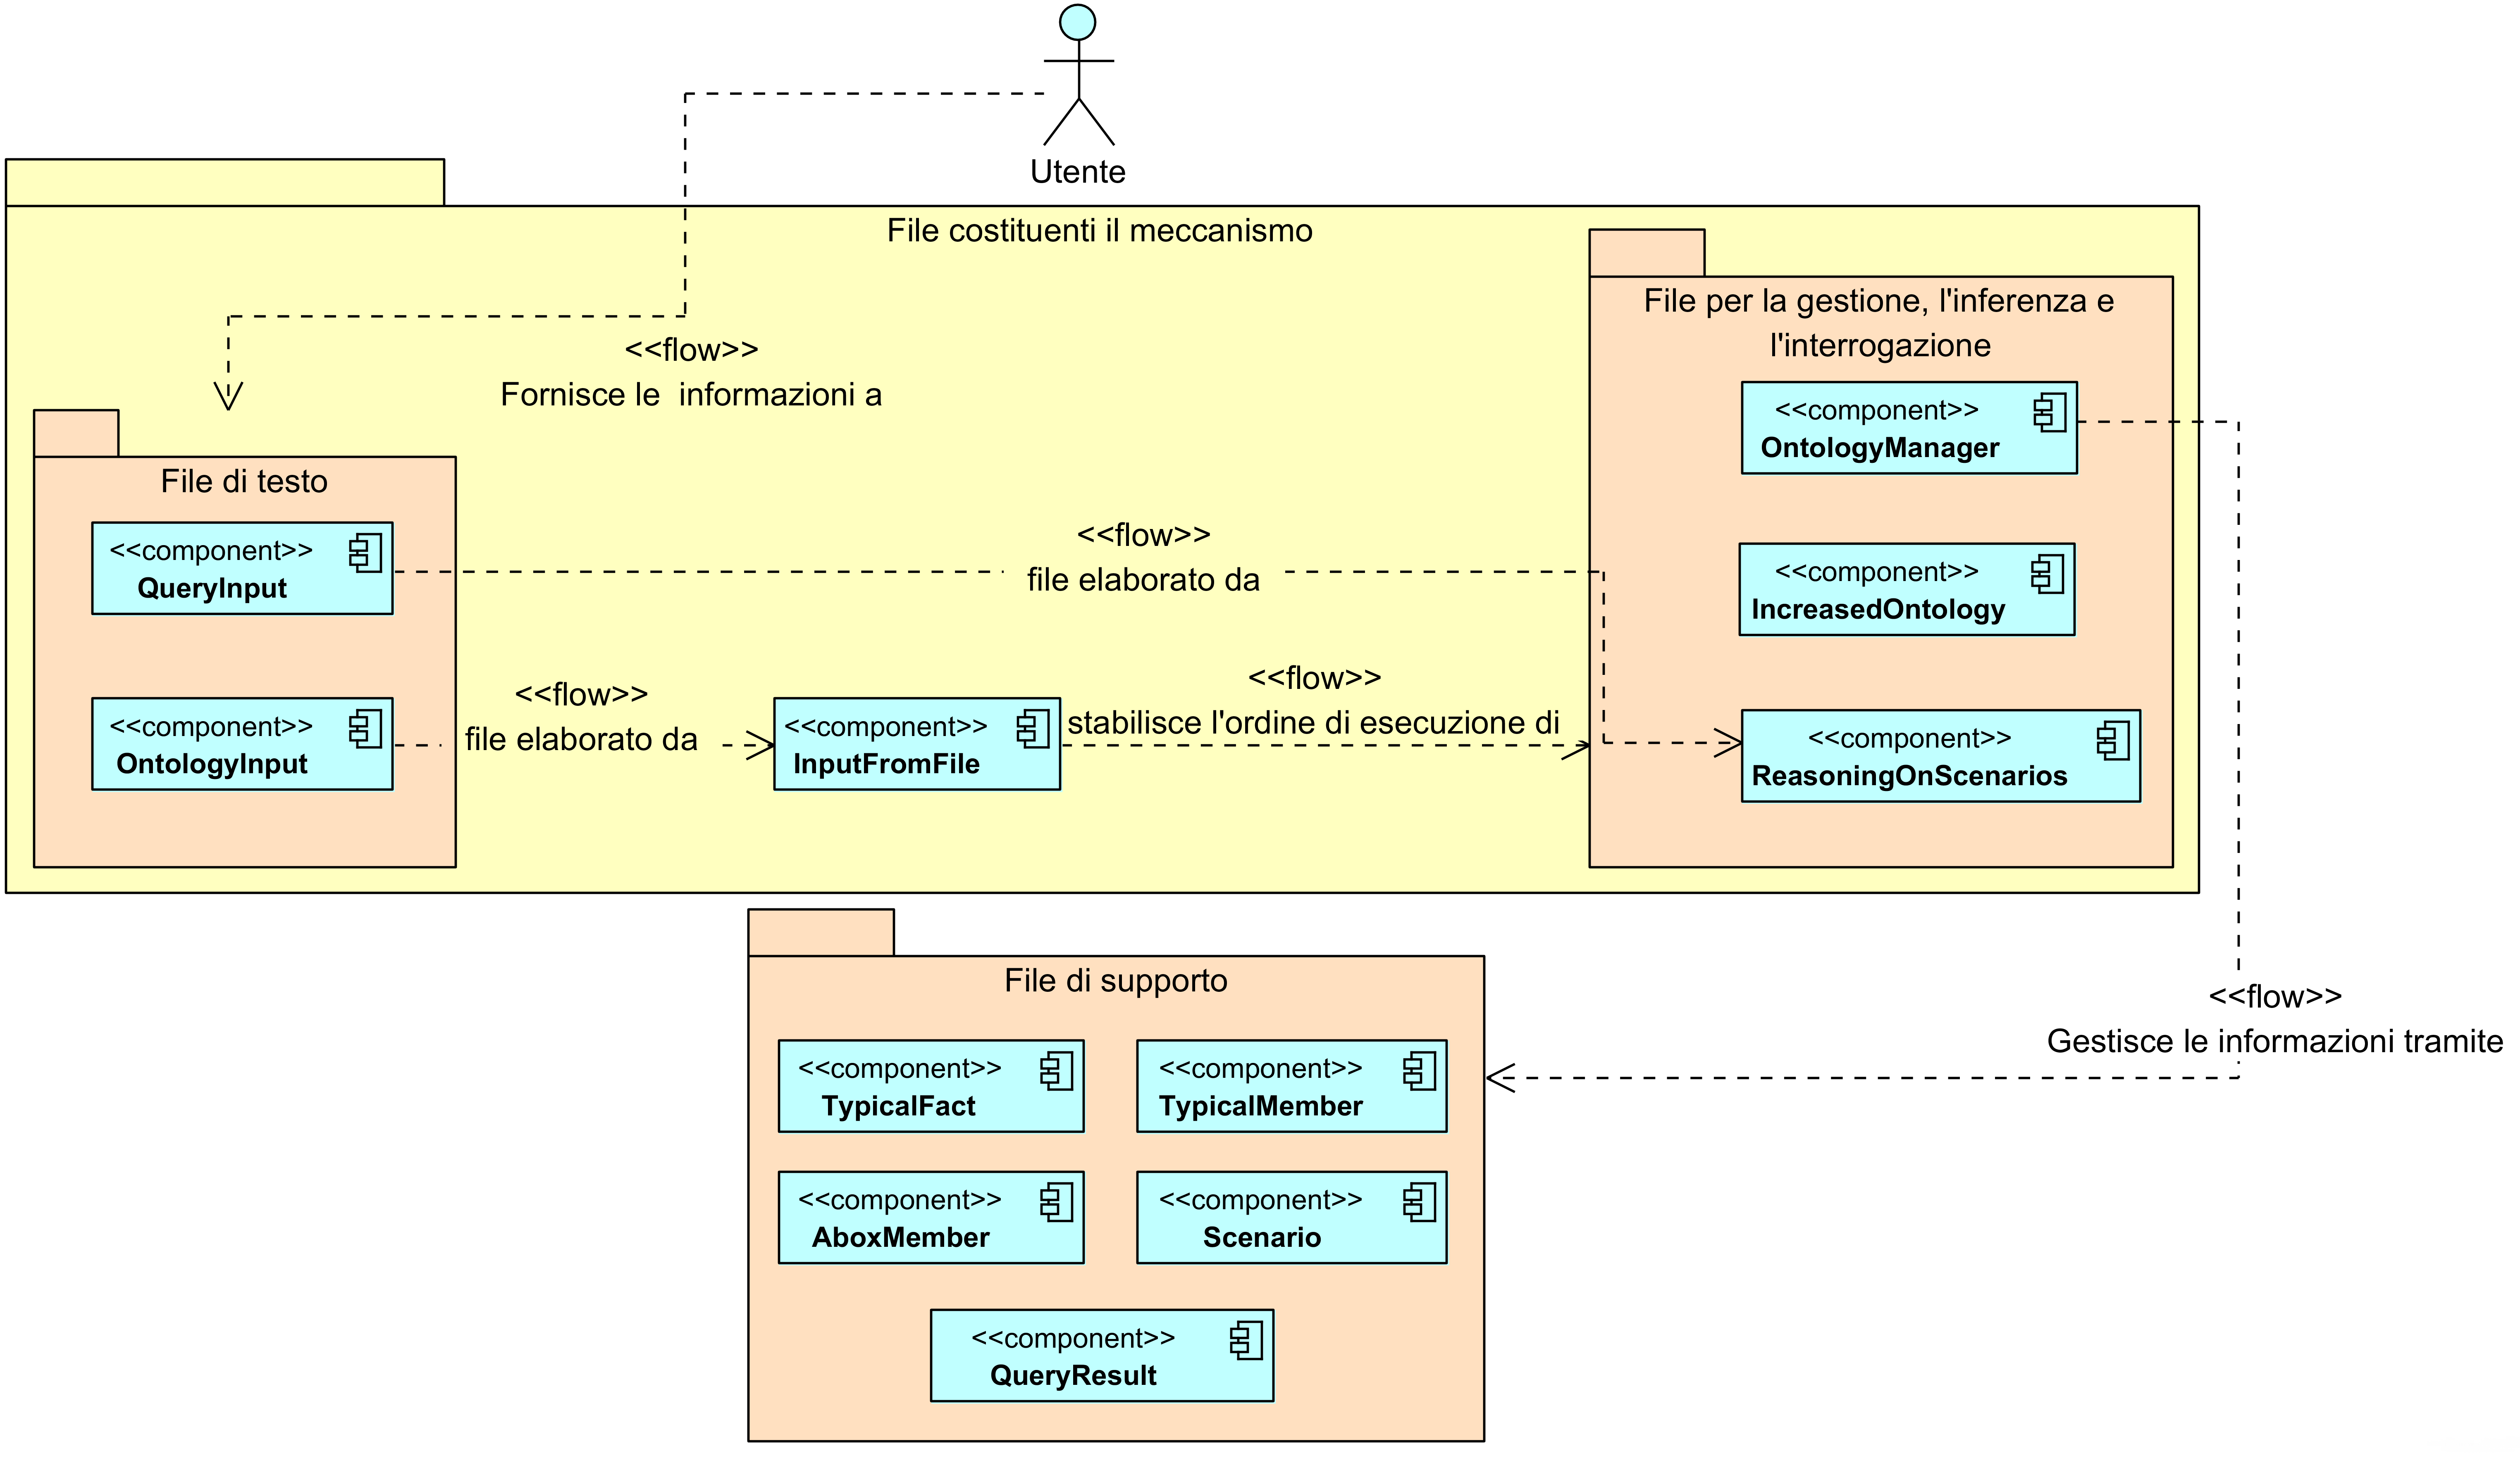 Utente
File costituenti il meccanismo
<<flow>>
Fornisce le  informazioni a
File di testo
<<component>>
QueryInput
<<component>>
OntologyInput
<<flow>>
file elaborato da
<<flow>>
file elaborato da
<<component>>
InputFromFile
<<flow>>
stabilisce l'ordine di esecuzione di
File per la gestione, l'inferenza e
l'interrogazione
<<component>>
OntologyManager
<<component>>
IncreasedOntology
<<component>>
ReasoningOnScenarios
<<flow>>
Gestisce le informazioni tramite
File di supporto
<<component>>
TypicalFact
<<component>>
TypicalMember
<<component>>
AboxMember
<<component>>
Scenario
<<component>>
QueryResult